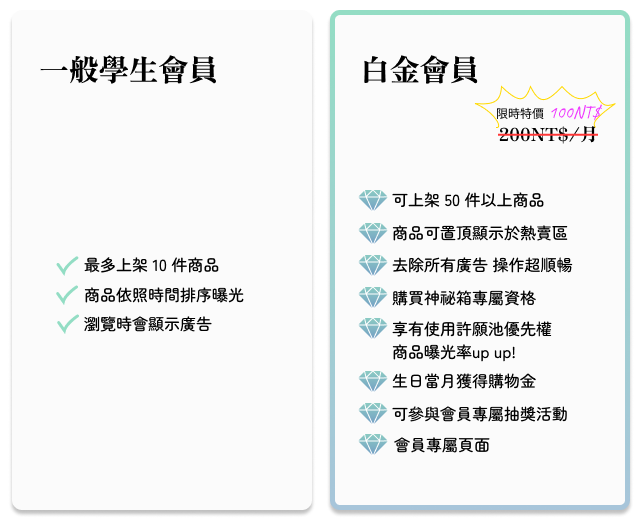 一般學生會員
最多上架 10 件商品
商品依照時間排序曝光
瀏覽時會顯示廣告
白金會員
限時特價 100NT$
200NT$/月
可上架 50 件以上商品
商品可置頂顯示於熱賣區
去除所有廣告 操作超順暢
購買神祕箱專屬資格
享有使用許願池優先權
商品曝光率up up!
生日當月獲得購物金
可參與會員專屬抽獎活動
會員專屬頁面